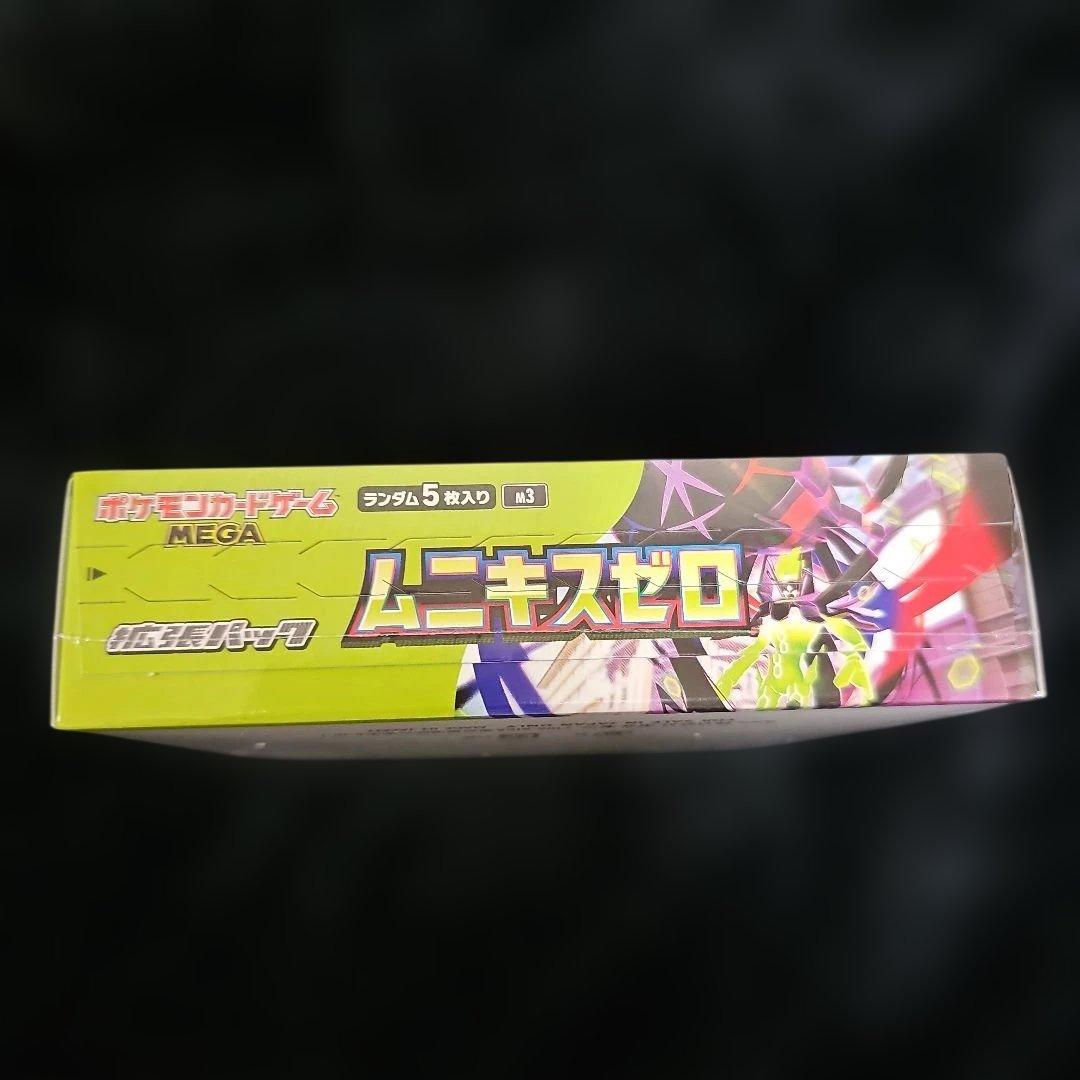 ポケモンカードゲーム
MEGA
ランダム5枚入り
M3
ムニキスゼロ
拡張パック